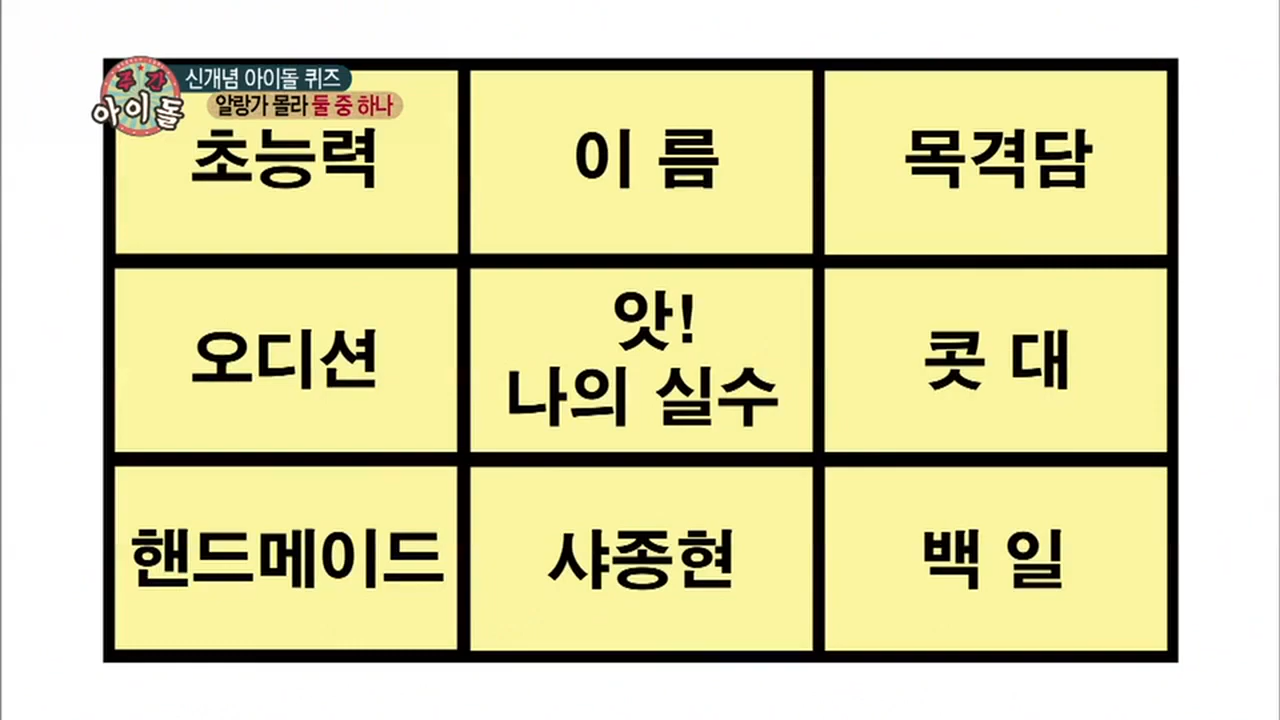 주간
아이돌
신개념 아이돌 퀴즈
알랑가 몰라 둘 중 하나
초능력
이 름
목격담
오디션
앗!
나의 실수
콧 대
핸드메이드
샤종현
백 일